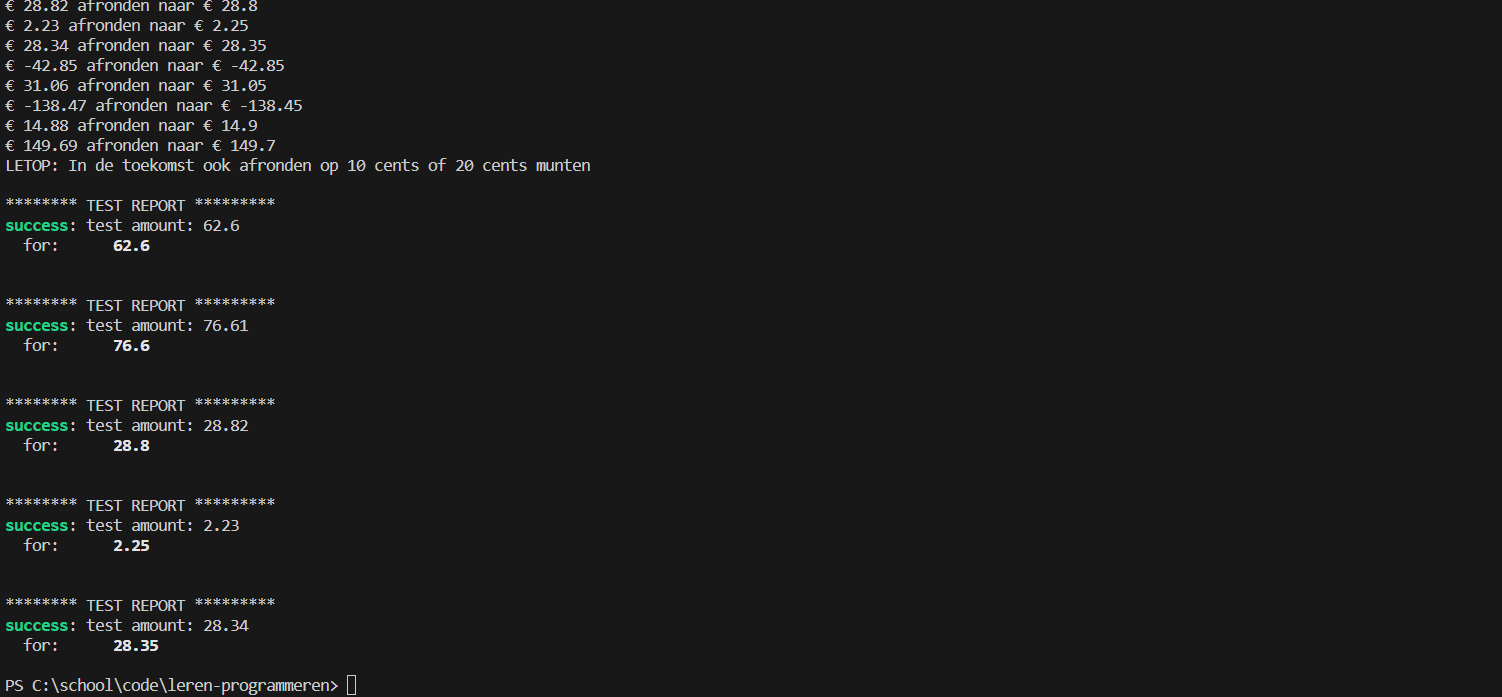 € 28.82 afronden naar € 28.8
€ 2.23 afronden naar € 2.25
€ 28.34 afronden naar € 28.35
€ -42.85 afronden naar € -42.85
€ 31.06 afronden naar € 31.05
€ -138.47 afronden naar € -138.45
€ 14.88 afronden naar € 14.9
€ 149.69 afronden naar € 149.7
LETOP: In de toekomst ook afronden op 10 cents of 20 cents munten
******** TEST REPORT *********
success: test amount: 62.6
for: 62.6
******** TEST REPORT *********
success: test amount: 76.61
for: 76.6
******** TEST REPORT *********
success: test amount: 28.82
for: 28.8
******** TEST REPORT *********
success: test amount: 2.23
for: 2.25
******** TEST REPORT *********
success: test amount: 28.34
for: 28.35
PS C:\school\code\leren-programmeren>